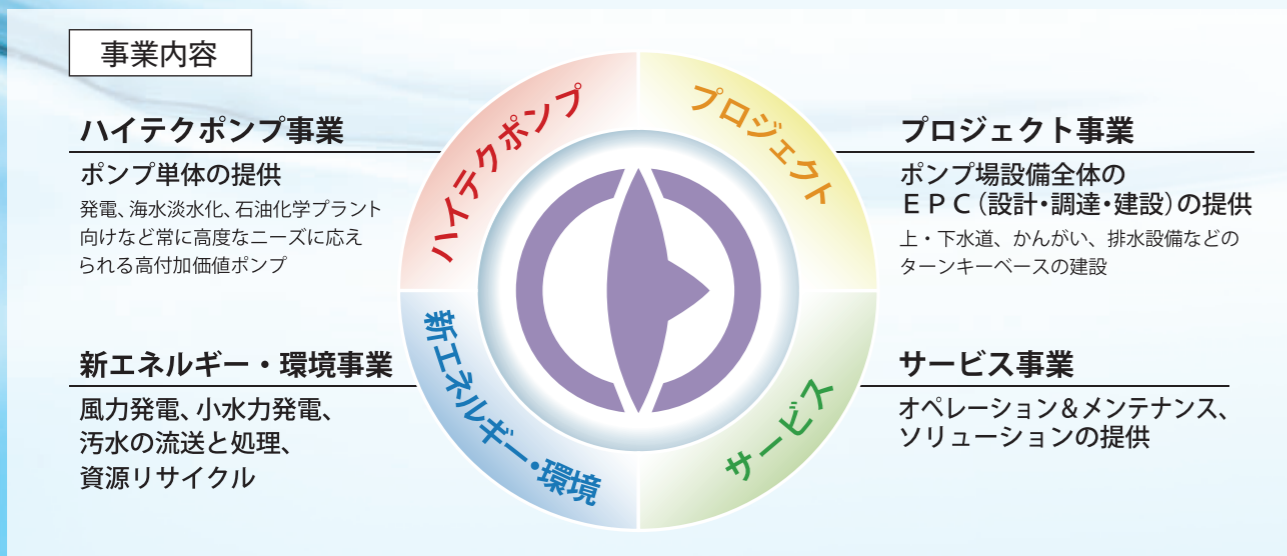 事業内容
ハイテクポンプ事業
ポンプ単体の提供
発電、海水淡水化、石油化学プラント
向けなど常に高度なニーズに応え
られる高付加価値ポンプ
新エネルギー・環境事業
風力発電、小水力発電、
汚水の流送と処理、
資源リサイクル
ハイテクポンプ
プロジェクト
新エネルギー・環境
サービス
プロジェクト事業
ポンプ場設備全体の
ＥＰＣ（設計・調達・建設）の提供
上・下水道、かんがい、排水設備などの
ターンキーベースの建設
サービス事業
オペレーション＆メンテナンス、
ソリューションの提供